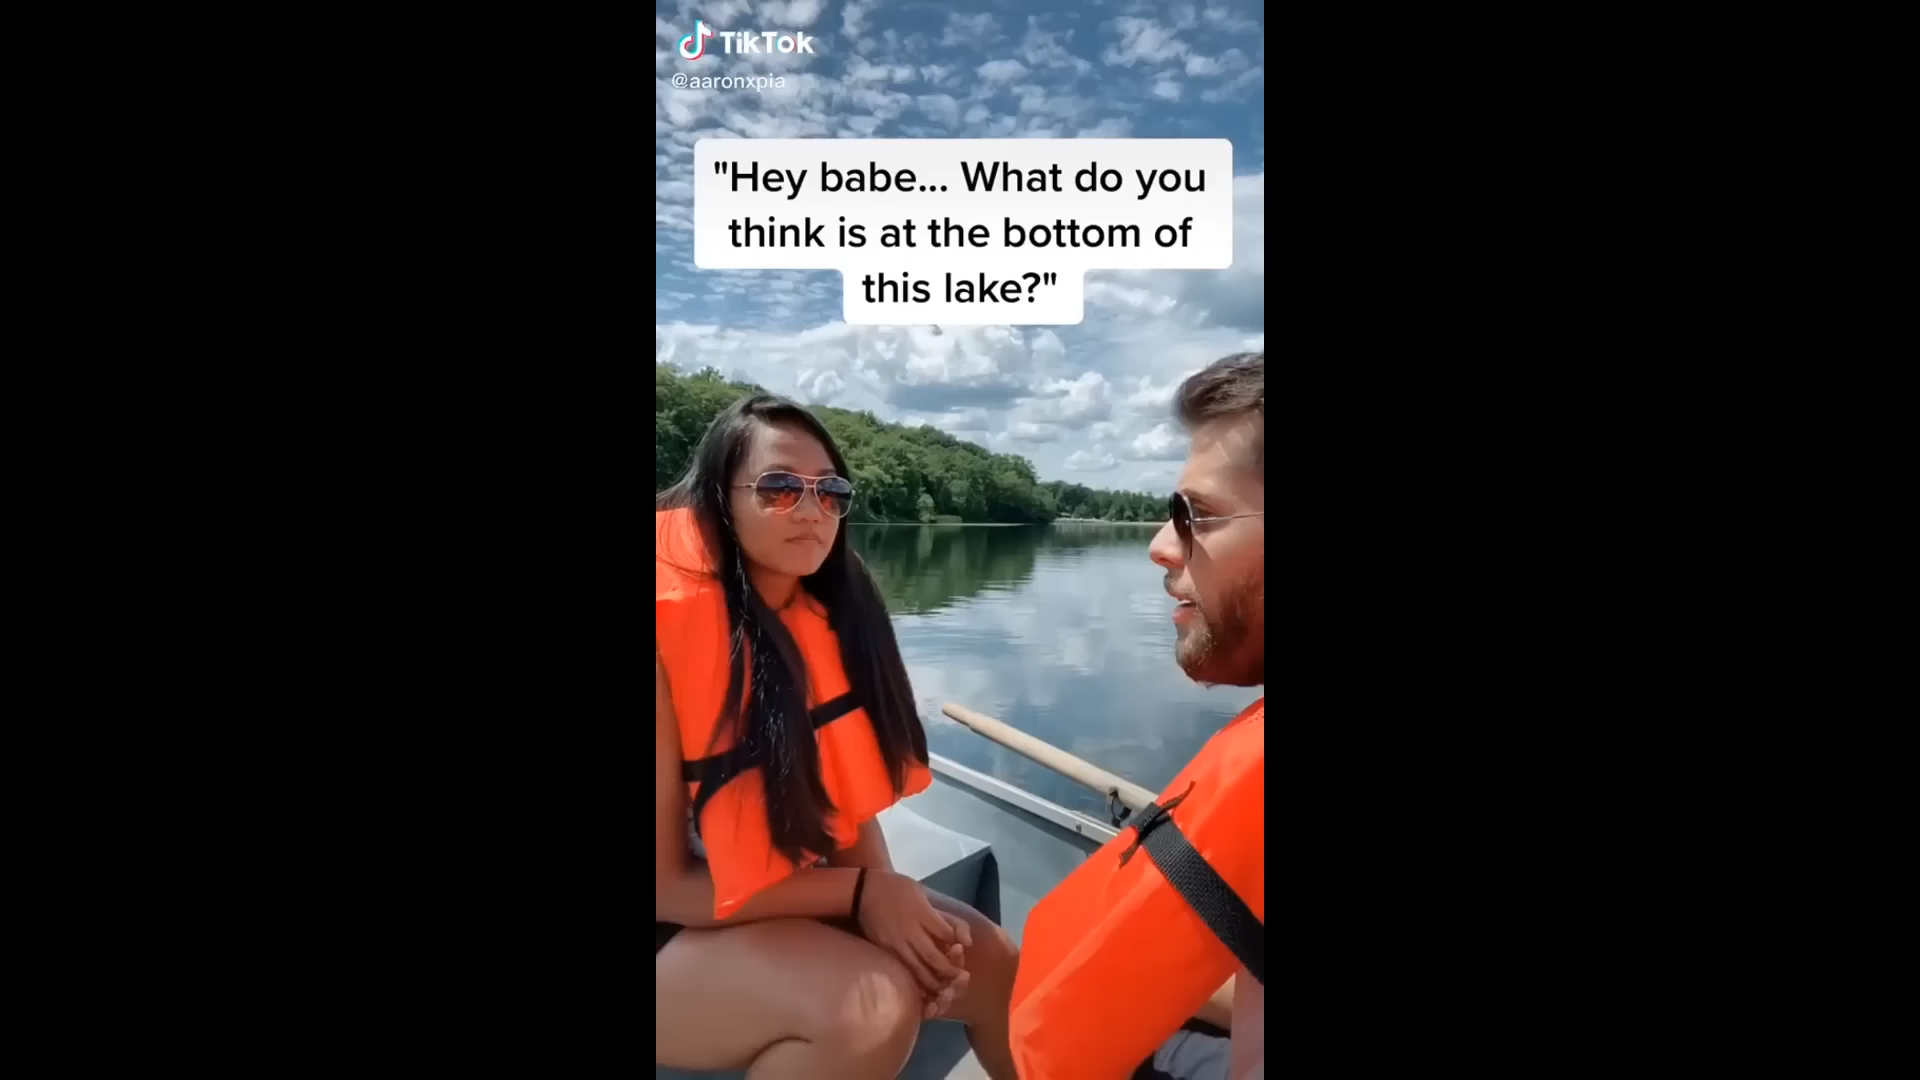 TikTok
@aaronxpia
"Hey babe... What do you
think is at the bottom of
this lake?"